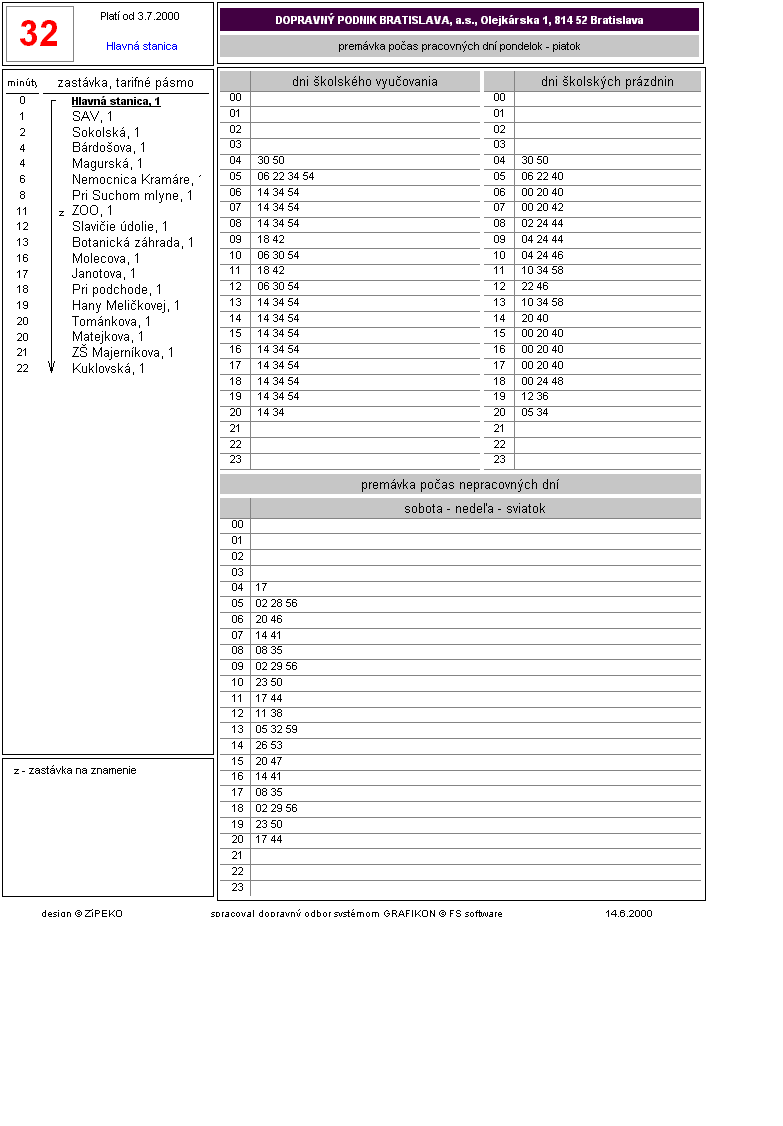 32
Platí od 3.7.2000
Hlavná stanica
DOPRAVNÝ PODNIK BRATISLAVA, a.s., Olejkárska 1, 814 52 Bratislava
premávka počas pracovných dní pondelok - piatok
minúty zastávka, tarifné pásmo
0 Hlavná stanica, 1
1 SAV, 1
2 Sokolská, 1
4 Bárdošova, 1
4 Magurská, 1
6 Nemocnica Kramáre,
8 Pri Suchom mlyne, 1
11 z ZOO, 1
12 Slavičie údolie, 1
13 Botanická záhrada, 1
16 Molecova, 1
17 Janotova, 1
18 Pri podchode, 1
19 Hany Meličkovej, 1
20 Tománkova, 1
20 Matejkova, 1
21 ZŠ Majerníkova, 1
22 Kuklovská, 1
z - zastávka na znamenie
dni školského vyučovania
00
01
02
03
04 30 50
05 06 22 34 54
06 14 34 54
07 14 34 54
08 14 34 54
09 18 42
10 06 30 54
11 18 42
12 06 30 54
13 14 34 54
14 14 34 54
15 14 34 54
16 14 34 54
17 14 34 54
18 14 34 54
19 14 34 54
20 14 34
21
22
23
dni školských prázdnin
00
01
02
03
04 30 50
05 06 22 40
06 00 20 40
07 00 20 42
08 02 24 44
09 04 24 44
10 04 24 46
11 10 34 58
12 22 46
13 10 34 58
14 20 40
15 00 20 40
16 00 20 40
17 00 20 40
18 00 24 48
19 12 36
20 05 34
21
22
23
premávka počas nepracovných dní
sobota - nedeľa - sviatok
00
01
02
03
04 17
05 02 28 56
06 20 46
07 14 41
08 08 35
09 02 29 56
10 23 50
11 17 44
12 11 38
13 05 32 59
14 26 53
15 20 47
16 14 41
17 08 35
18 02 29 56
19 23 50
20 17 44
21
22
23
design © ZiPEKO spracoval dopravný odbor systémom GRAFIKON © FS software 14.6.2000